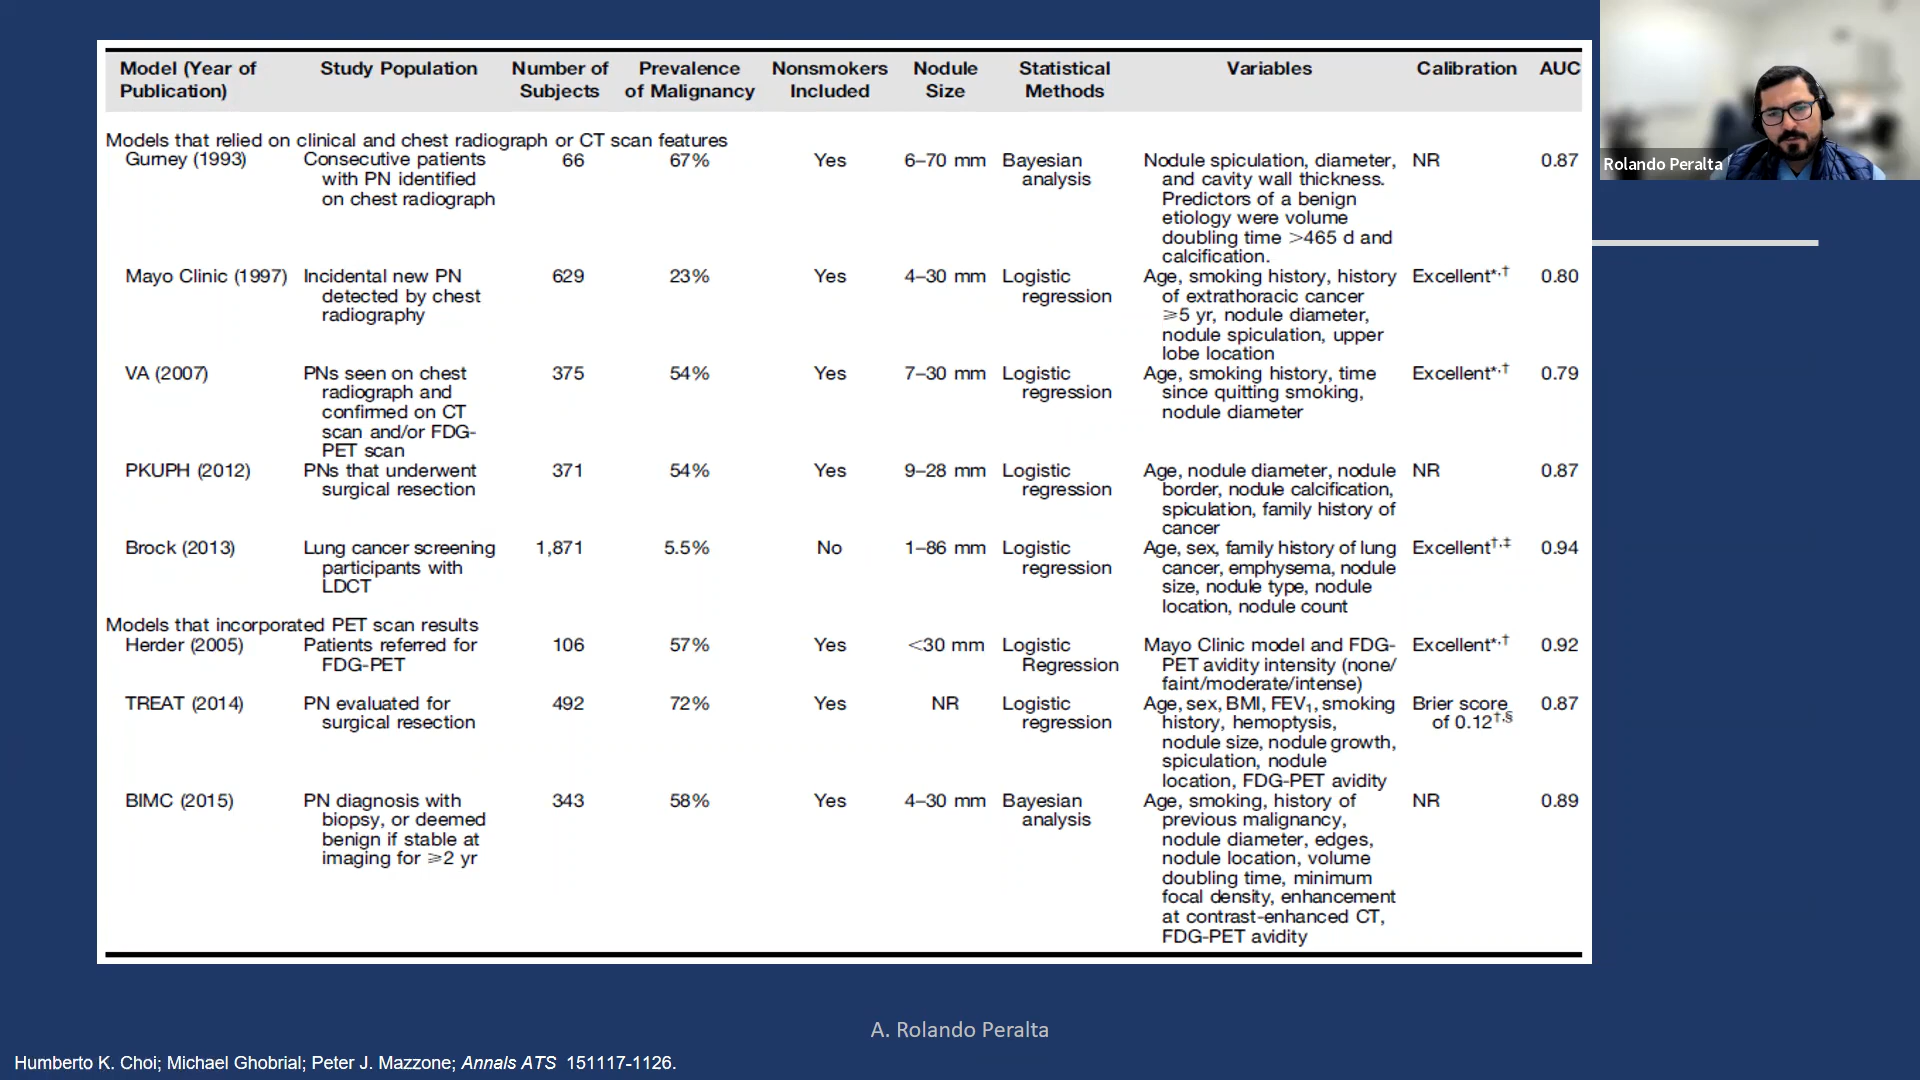 Model (Year of Publication) Study Population Number of Subjects Prevalence of Malignancy Nonsmokers Included Nodule Size Statistical Methods Variables Calibration AUC
Models that relied on clinical and chest radiograph or CT scan features
Gurney (1993) Consecutive patients with PN identified on chest radiograph 66 67% Yes 6–70 mm Bayesian analysis Nodule spiculation, diameter, and cavity wall thickness. Predictors of a benign etiology were volume doubling time >465 d and calcification. NR 0.87
Mayo Clinic (1997) Incidental new PN detected by chest radiography 629 23% Yes 4–30 mm Logistic regression Age, smoking history, history of extrathoracic cancer ⩾5 yr, nodule diameter, nodule spiculation, upper lobe location Excellent*,† 0.80
VA (2007) PNs seen on chest radiograph and confirmed on CT scan and/or FDG-PET scan 375 54% Yes 7–30 mm Logistic regression Age, smoking history, time since quitting smoking, nodule diameter Excellent*,† 0.79
PKUPH (2012) PNs that underwent surgical resection 371 54% Yes 9–28 mm Logistic regression Age, nodule diameter, nodule border, nodule calcification, spiculation, family history of cancer NR 0.87
Brock (2013) Lung cancer screening participants with LDCT 1,871 5.5% No 1–86 mm Logistic regression Age, sex, family history of lung cancer, emphysema, nodule size, nodule type, nodule location, nodule count Excellent†,‡ 0.94
Models that incorporated PET scan results
Herder (2005) Patients referred for FDG-PET 106 57% Yes <30 mm Logistic Regression Mayo Clinic model and FDG-PET avidity intensity (none/faint/moderate/intense) Excellent*,† 0.92
TREAT (2014) PN evaluated for surgical resection 492 72% Yes NR Logistic regression Age, sex, BMI, FEV₁, smoking history, hemoptysis, nodule size, nodule growth, spiculation, nodule location, FDG-PET avidity Brier score of 0.12†,§ 0.87
BIMC (2015) PN diagnosis with biopsy, or deemed benign if stable at imaging for ⩾2 yr 343 58% Yes 4–30 mm Bayesian analysis Age, smoking, history of previous malignancy, nodule diameter, edges, nodule location, volume doubling time, minimum focal density, enhancement at contrast-enhanced CT, FDG-PET avidity NR 0.89
Rolando Peralta
A. Rolando Peralta
Humberto K. Choi; Michael Ghobrial; Peter J. Mazzone; Annals ATS 151117-1126.